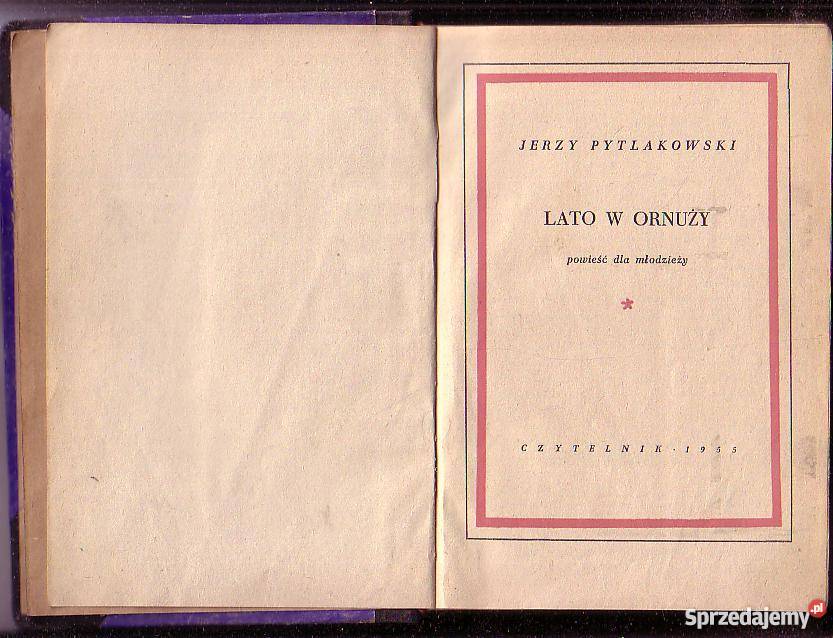 JERZY PYTLAKOWSKI
LATO W ORNUŻY
powieść dla młodzieży
*
CZYTELNIK · 1955
Sprzedajemy.pl